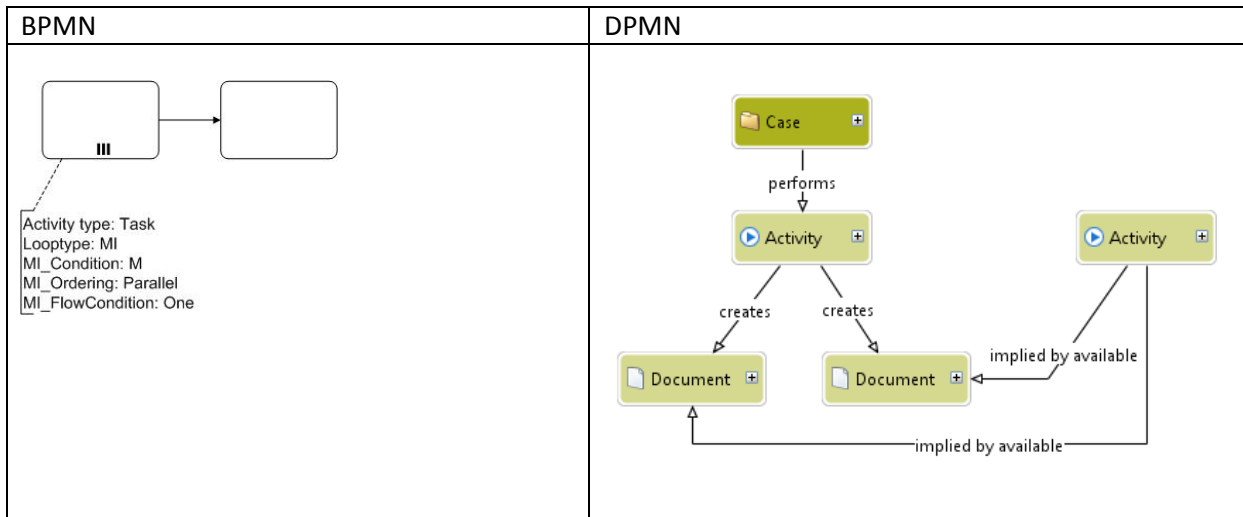 BPMN
DPMN
Activity type: Task
Looptype: MI
MI_Condition: M
MI_Ordering: Parallel
MI_FlowCondition: One
Case
performs
Activity
Activity
creates
creates
implied by available
Document
Document
implied by available